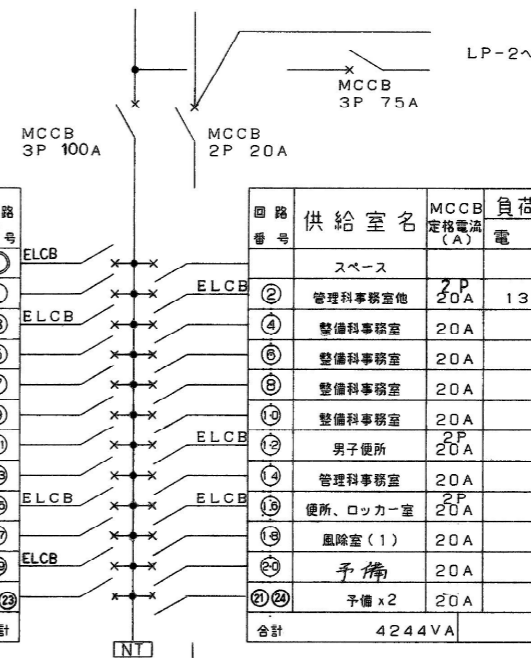 LP-2へ
MCCB
3P 75A
MCCB
3P 100A
MCCB
2P 20A
路
号
ELCB
ELCB
ELCB
ELCB
計
回路
番号
供給室名
MCCB
定格電流
(A)
負荷
電
スペース
ELCB ② 管理科事務室他 2P 20A 13
④ 整備科事務室 20A
⑥ 整備科事務室 20A
⑧ 整備科事務室 20A
⑩ 整備科事務室 20A
ELCB ⑫ 男子便所 2P 20A
⑭ 管理科事務室 20A
ELCB ⑯ 便所、ロッカー室 2P 20A
⑱ 風除室(1) 20A
⑳ 予備 20A
㉓
㉑㉔ 予備x2 20A
合計 4244VA
NT